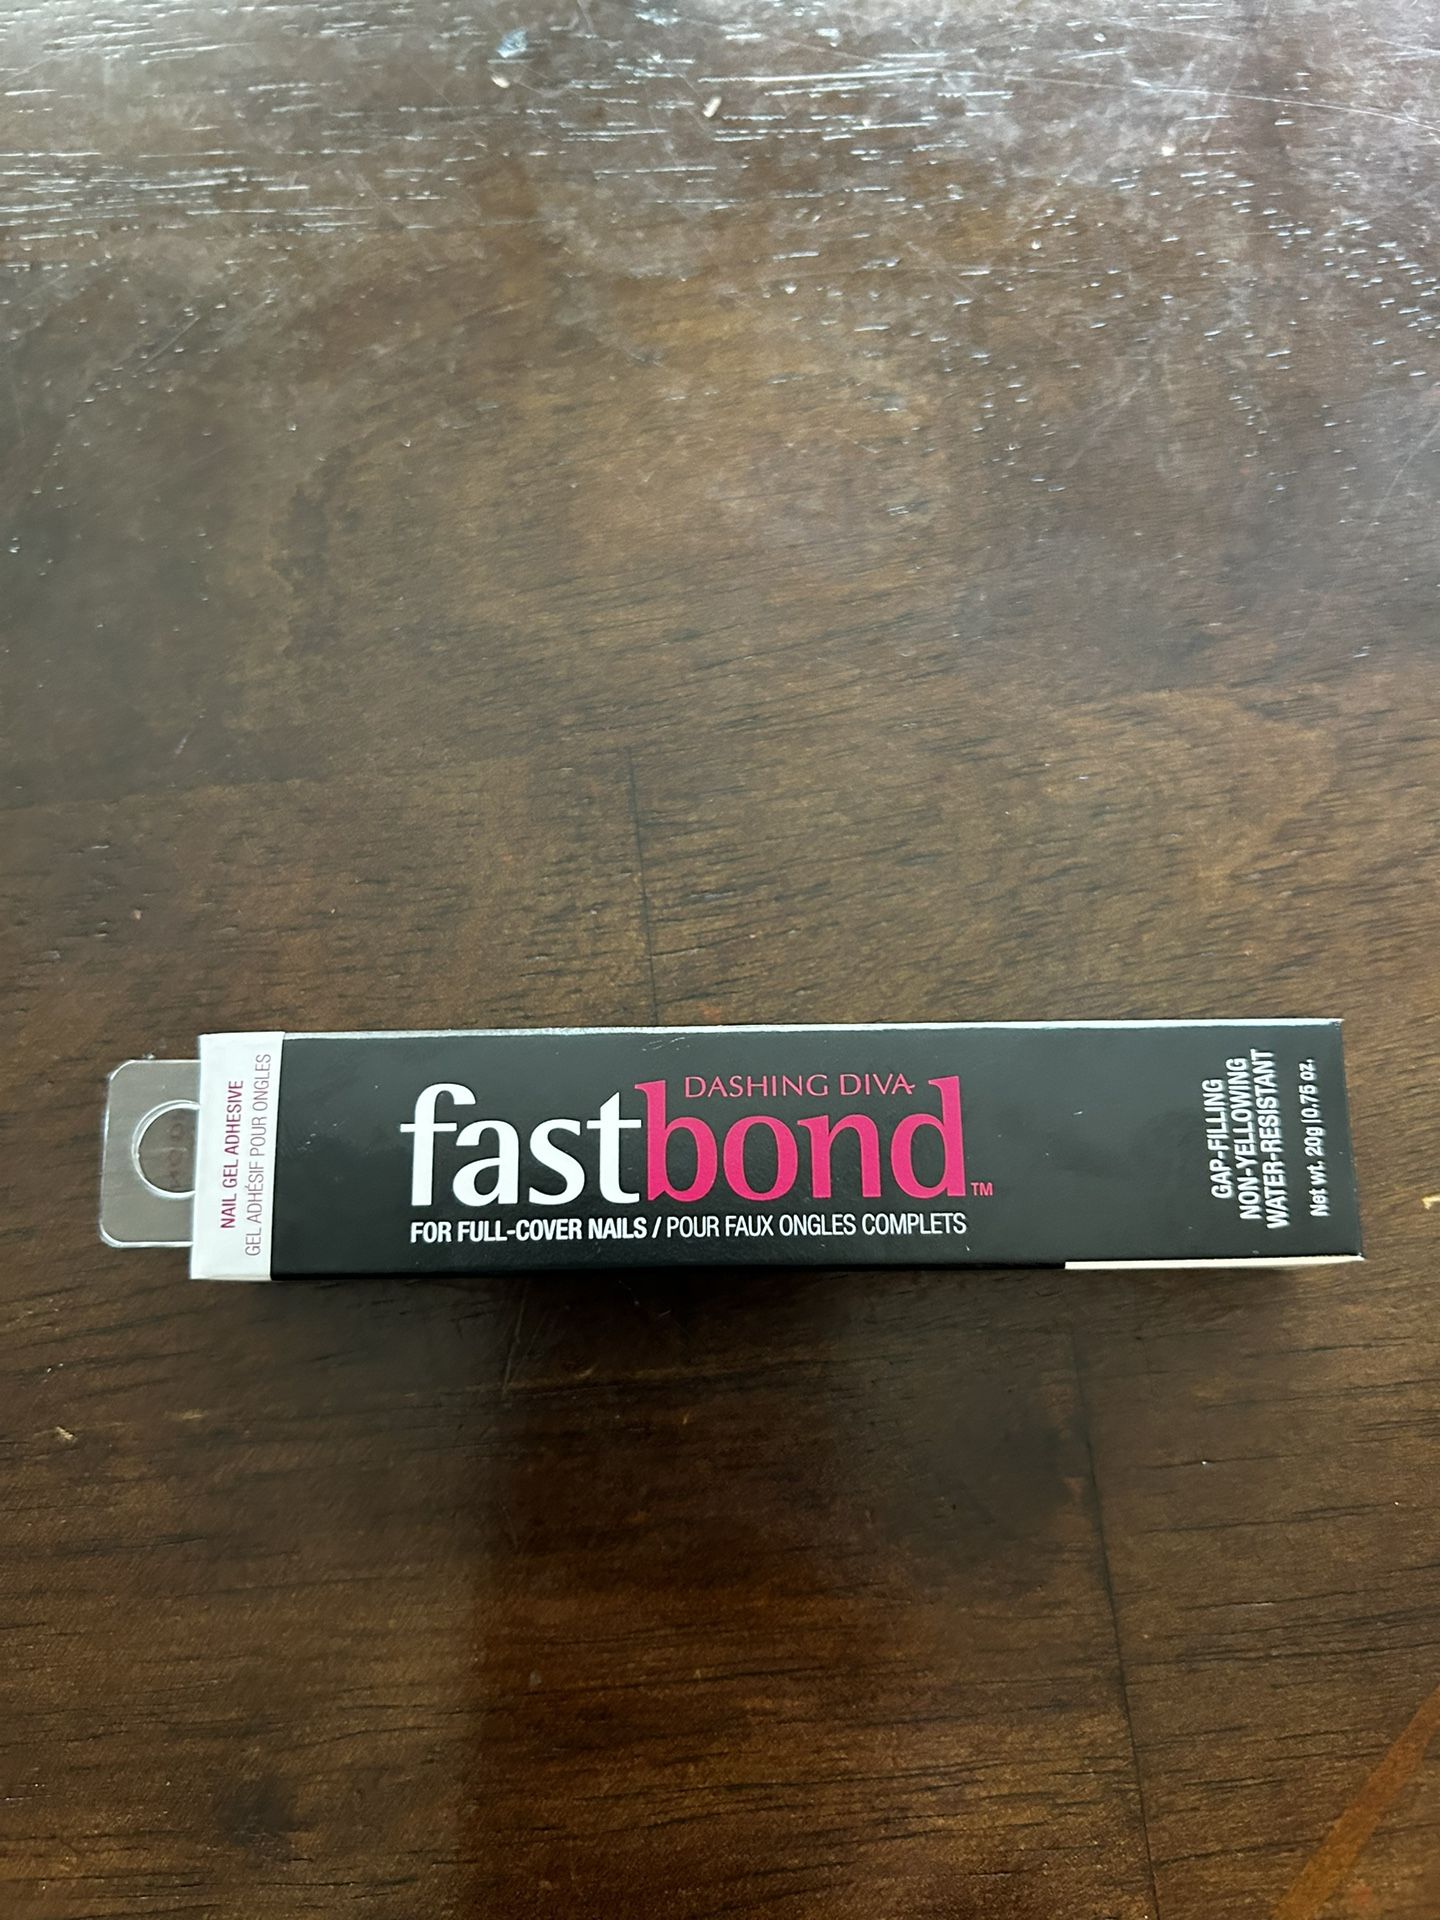 NAIL GEL ADHESIVE
GEL ADHÉSIF POUR ONGLES
DASHING DIVA
fastbond™
FOR FULL-COVER NAILS / POUR FAUX ONGLES COMPLETS
GAP-FILLING
NON-YELLOWING
WATER-RESISTANT
Net wt. 20g | 0.75 oz.